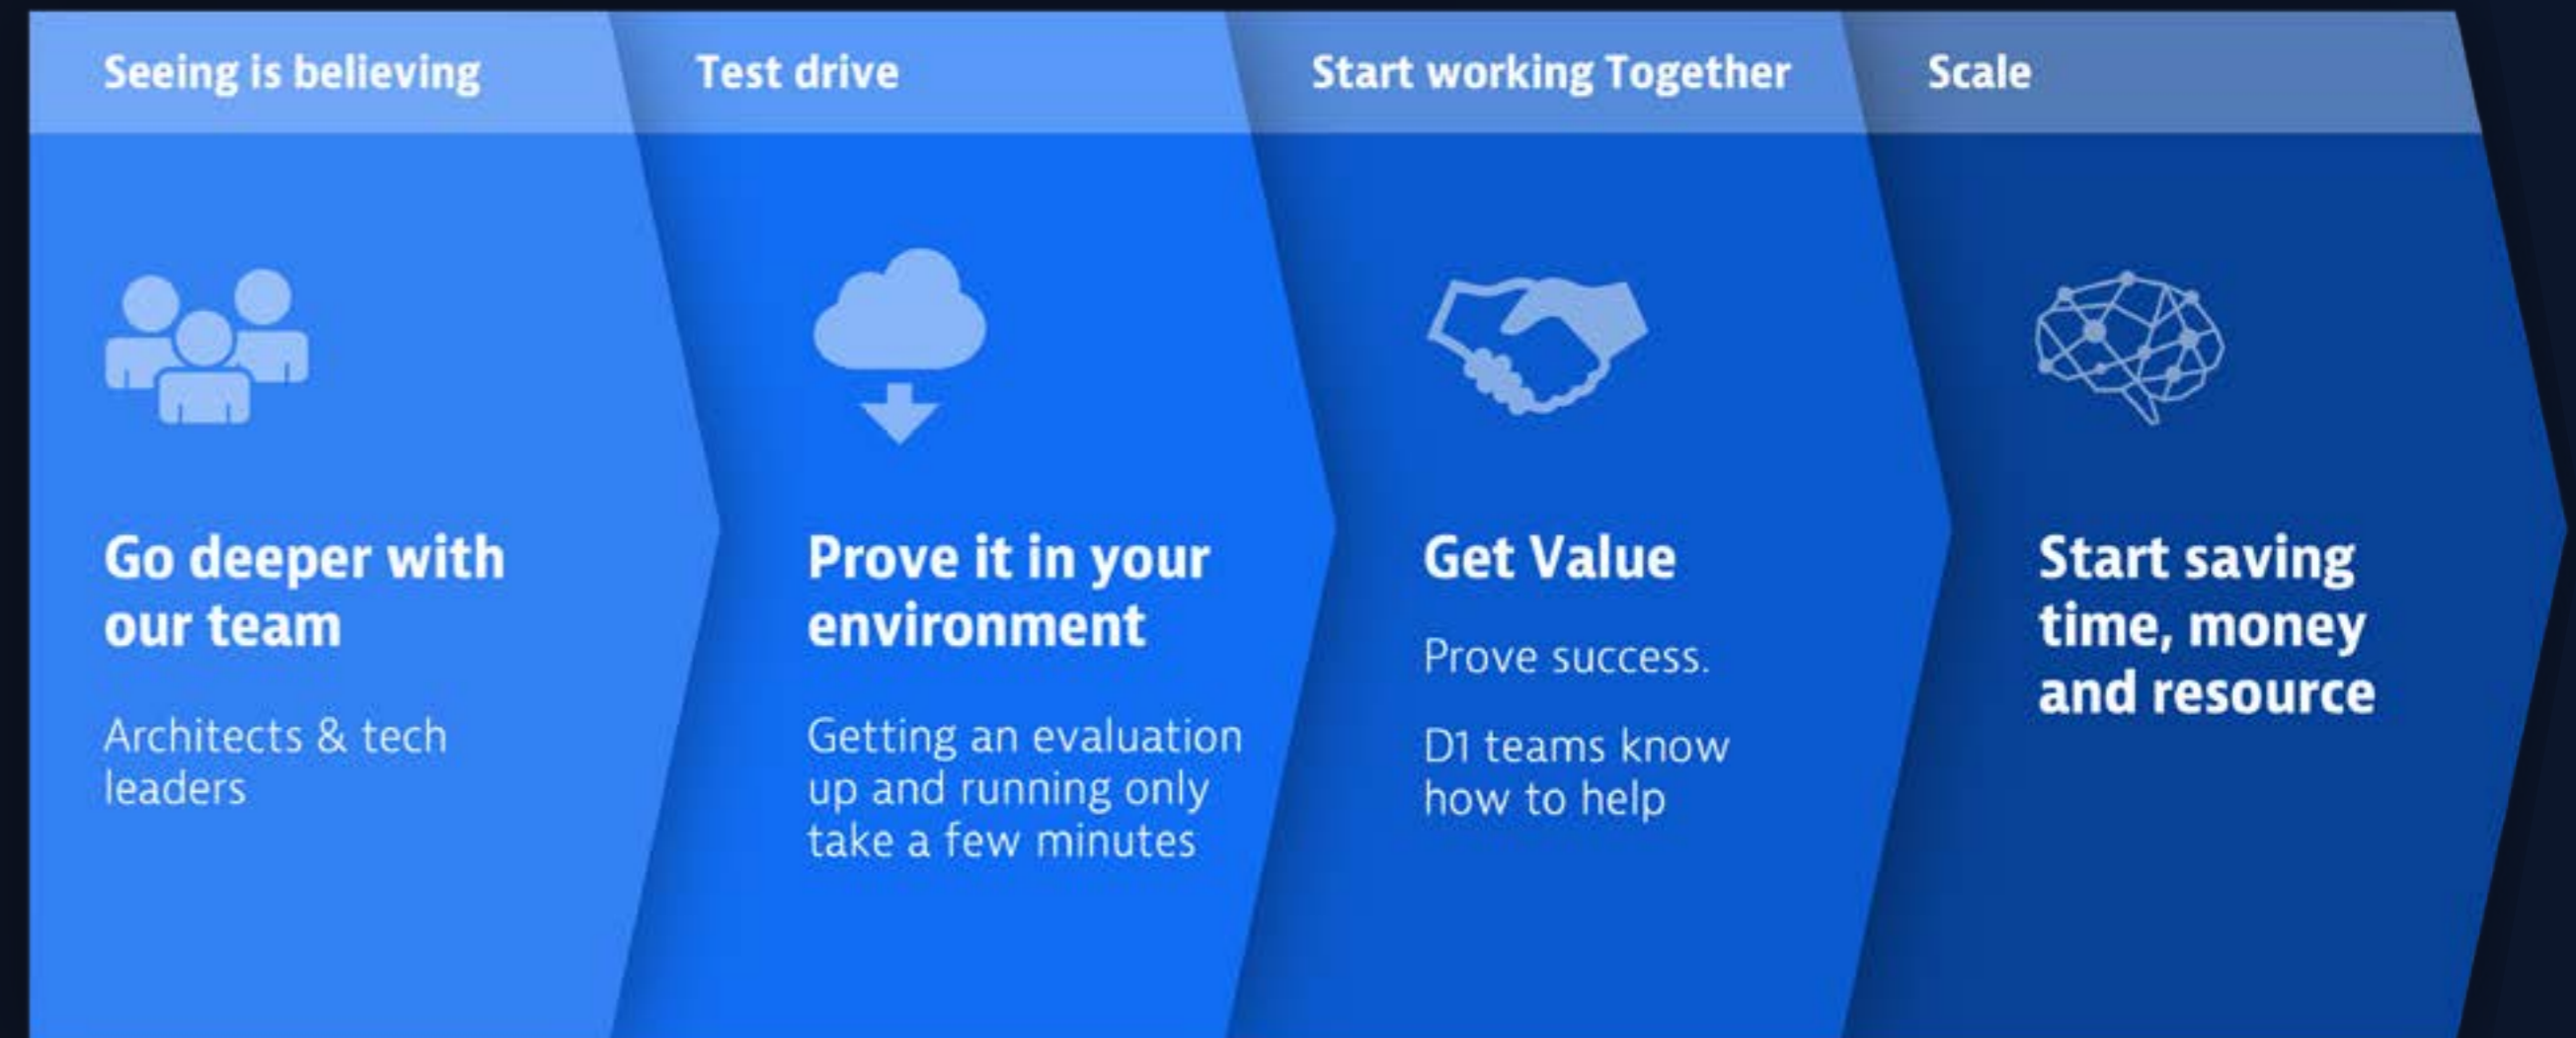 Seeing is believing
Go deeper with
our team
Architects & tech
leaders
Test drive
Prove it in your
environment
Getting an evaluation
up and running only
take a few minutes
Start working Together
Get Value
Prove success.
D1 teams know
how to help
Scale
Start saving
time, money
and resource